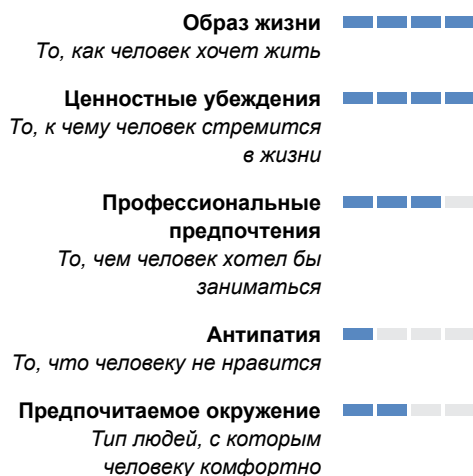 Образ жизни
То, как человек хочет жить
Ценностные убеждения
То, к чему человек стремится
в жизни
Профессиональные
предпочтения
То, чем человек хотел бы
заниматься
Антипатия
То, что человеку не нравится
Предпочитаемое окружение
Тип людей, с которым
человеку комфортно